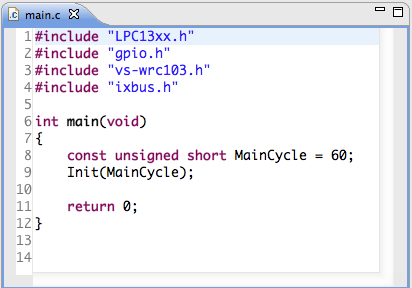 main.c
1 #include "LPC13xx.h"
2 #include "gpio.h"
3 #include "vs-wrc103.h"
4 #include "ixbus.h"
5
6 int main(void)
7 {
8     const unsigned short MainCycle = 60;
9     Init(MainCycle);
10
11     return 0;
12 }
13
14